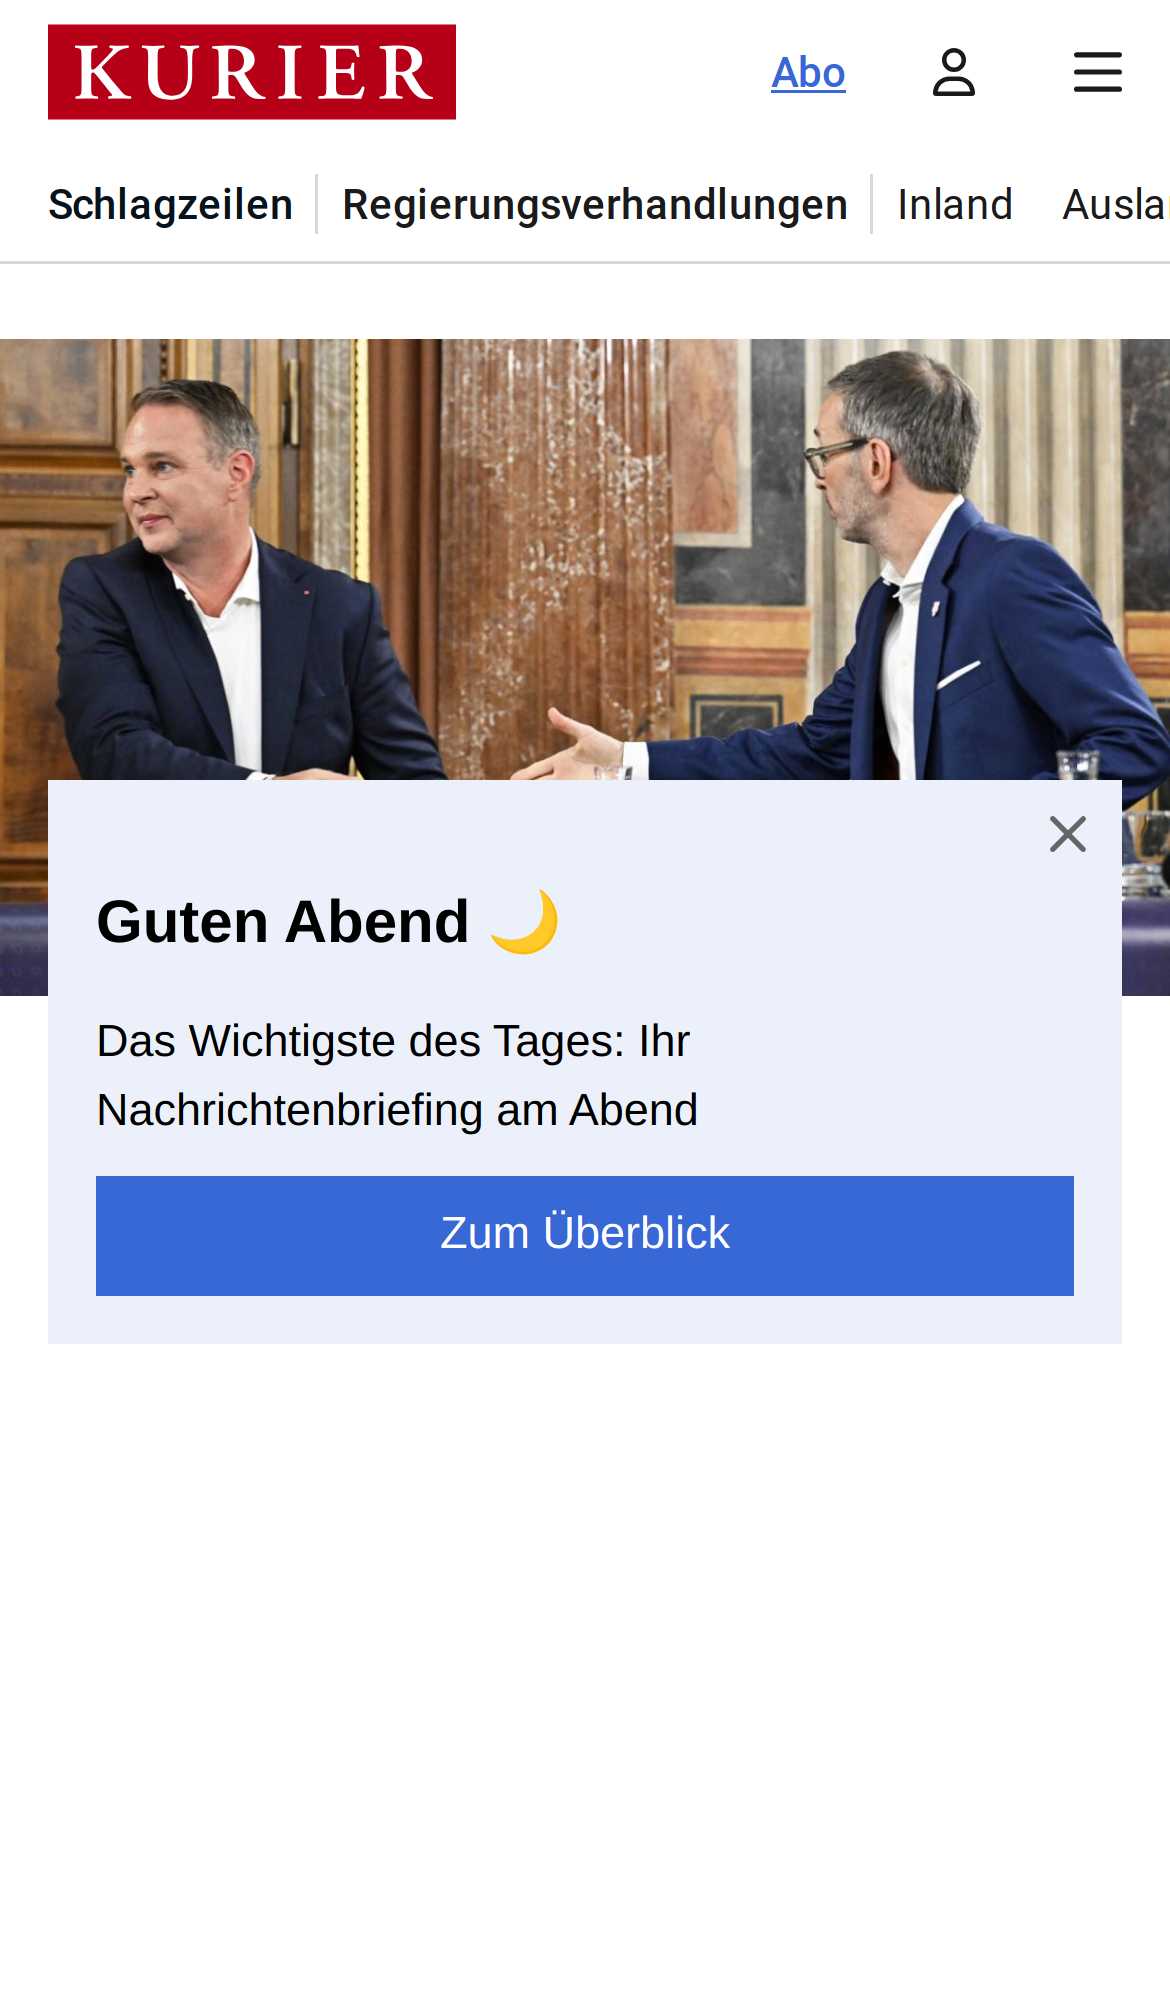 KURIER
Abo
Schlagzeilen
Regierungsverhandlungen
Inland
Ausla
Guten Abend 🌙
Das Wichtigste des Tages: Ihr
Nachrichtenbriefing am Abend
Zum Überblick